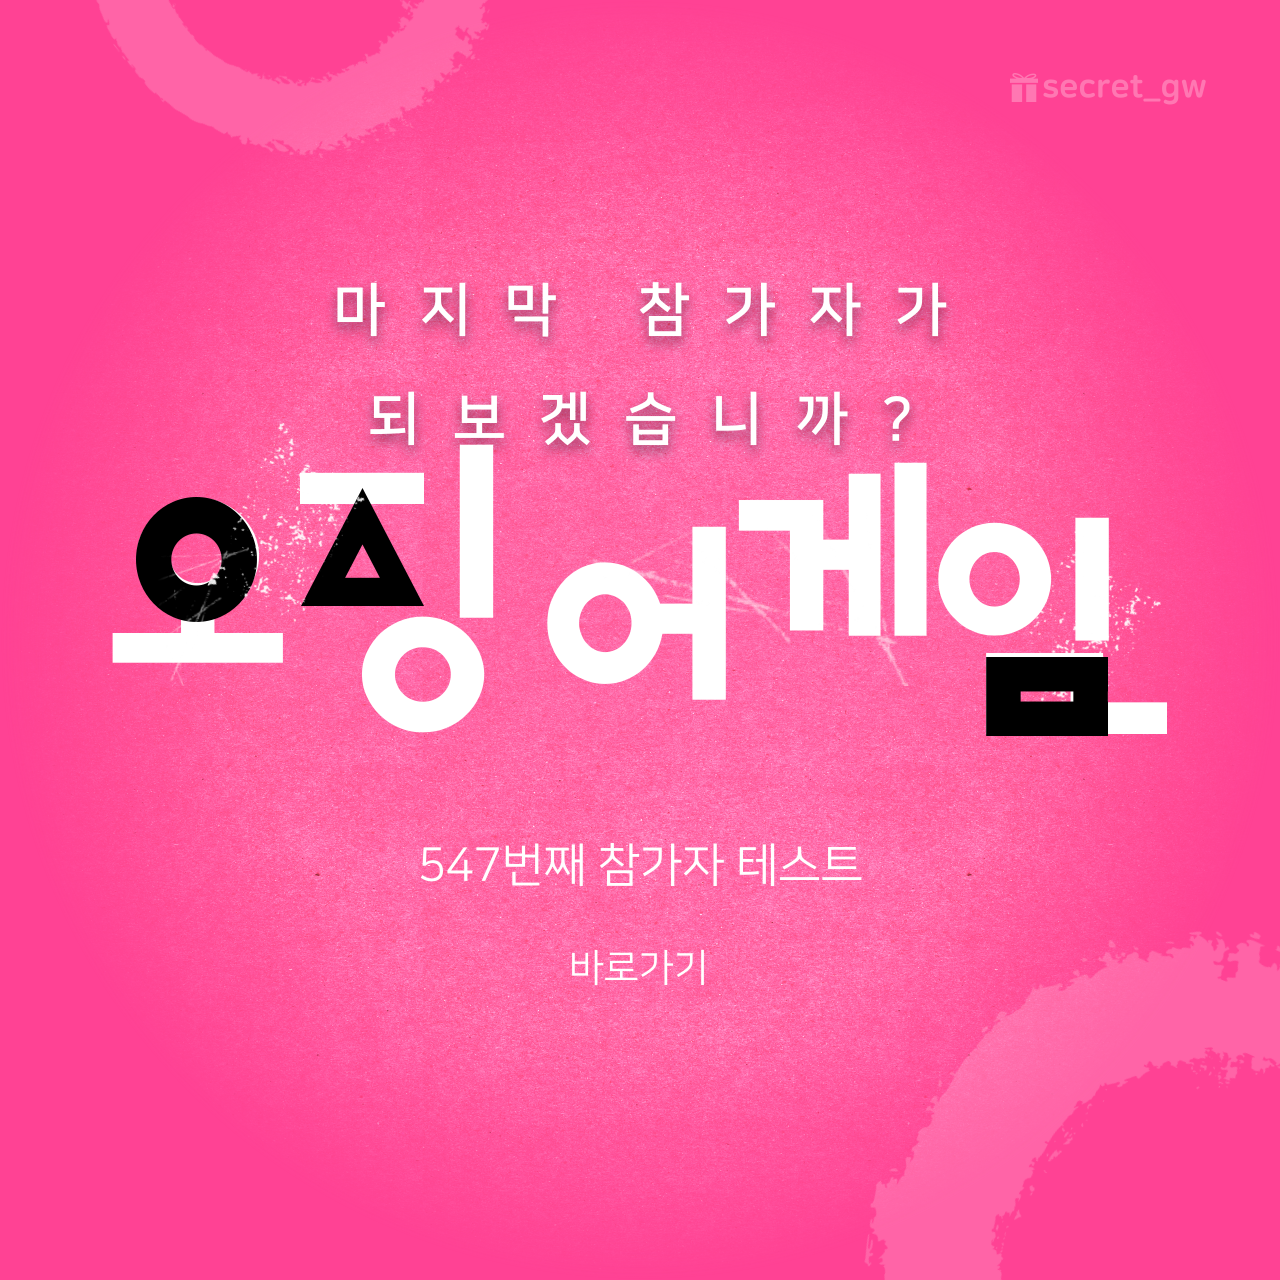 secret_gw
마지막 참가자가
되보겠습니까?
오징어게임
547번째 참가자 테스트
바로가기